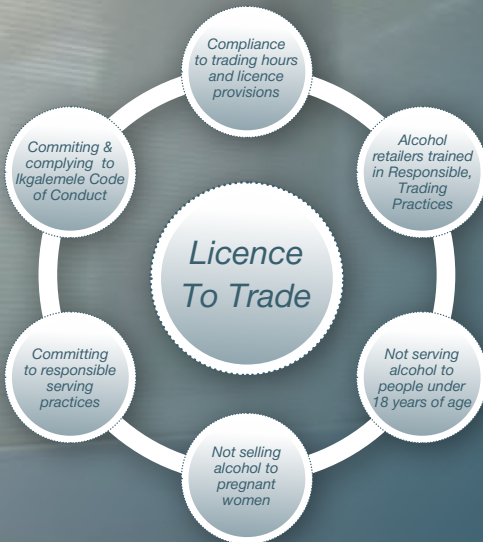 Compliance
to trading hours
and licence
provisions
Alcohol
retailers trained
in Responsible,
Trading
Practices
Not serving
alcohol to
people under
18 years of age
Not selling
alcohol to
pregnant
women
Committing
to responsible
serving
practices
Commiting &
complying to
Ikgalemele Code
of Conduct
Licence
To Trade